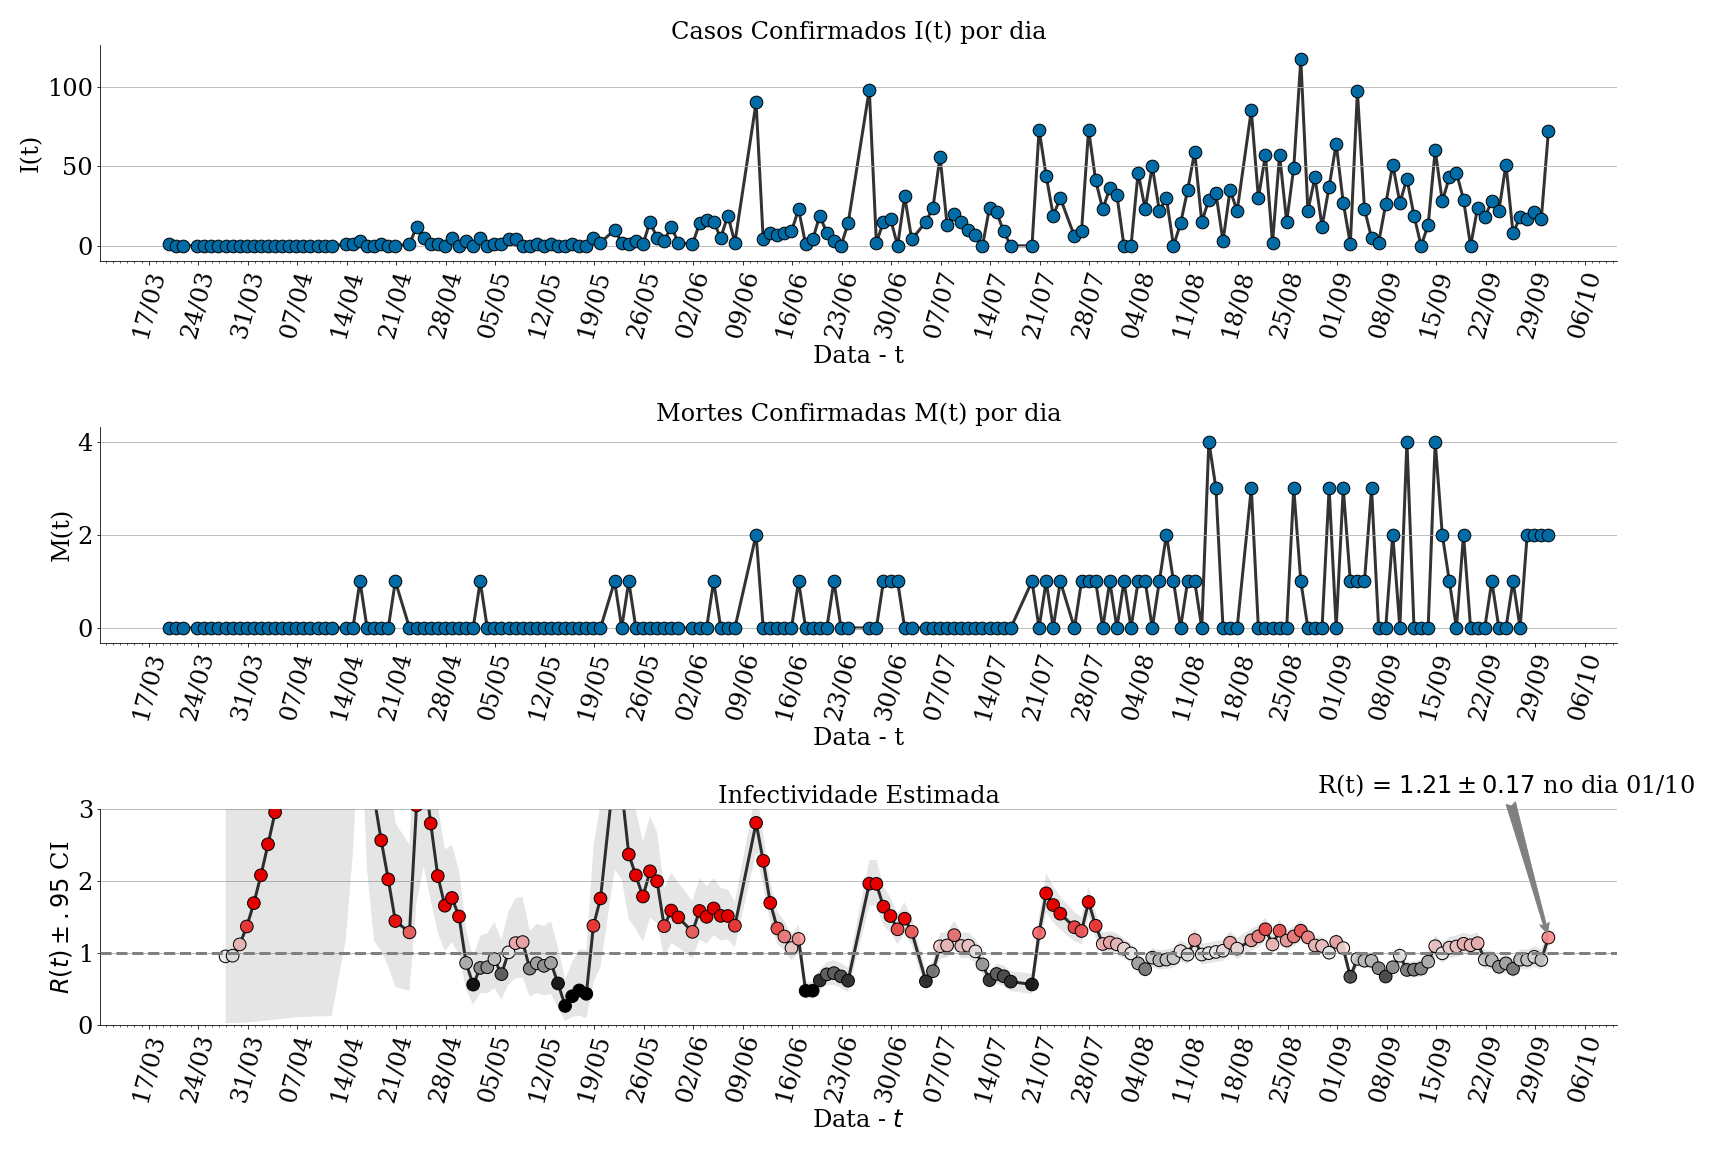 Casos Confirmados I(t) por dia
100
50
0
I(t)
17/03 24/03 31/03 07/04 14/04 21/04 28/04 05/05 12/05 19/05 26/05 02/06 09/06 16/06 23/06 30/06 07/07 14/07 21/07 28/07 04/08 11/08 18/08 25/08 01/09 08/09 15/09 22/09 29/09 06/10
Data - t
Mortes Confirmadas M(t) por dia
4
2
0
M(t)
17/03 24/03 31/03 07/04 14/04 21/04 28/04 05/05 12/05 19/05 26/05 02/06 09/06 16/06 23/06 30/06 07/07 14/07 21/07 28/07 04/08 11/08 18/08 25/08 01/09 08/09 15/09 22/09 29/09 06/10
Data - t
R(t) = 1.21 ± 0.17 no dia 01/10
Infectividade Estimada
3
2
1
0
R(t) ± .95 CI
17/03 24/03 31/03 07/04 14/04 21/04 28/04 05/05 12/05 19/05 26/05 02/06 09/06 16/06 23/06 30/06 07/07 14/07 21/07 28/07 04/08 11/08 18/08 25/08 01/09 08/09 15/09 22/09 29/09 06/10
Data - t